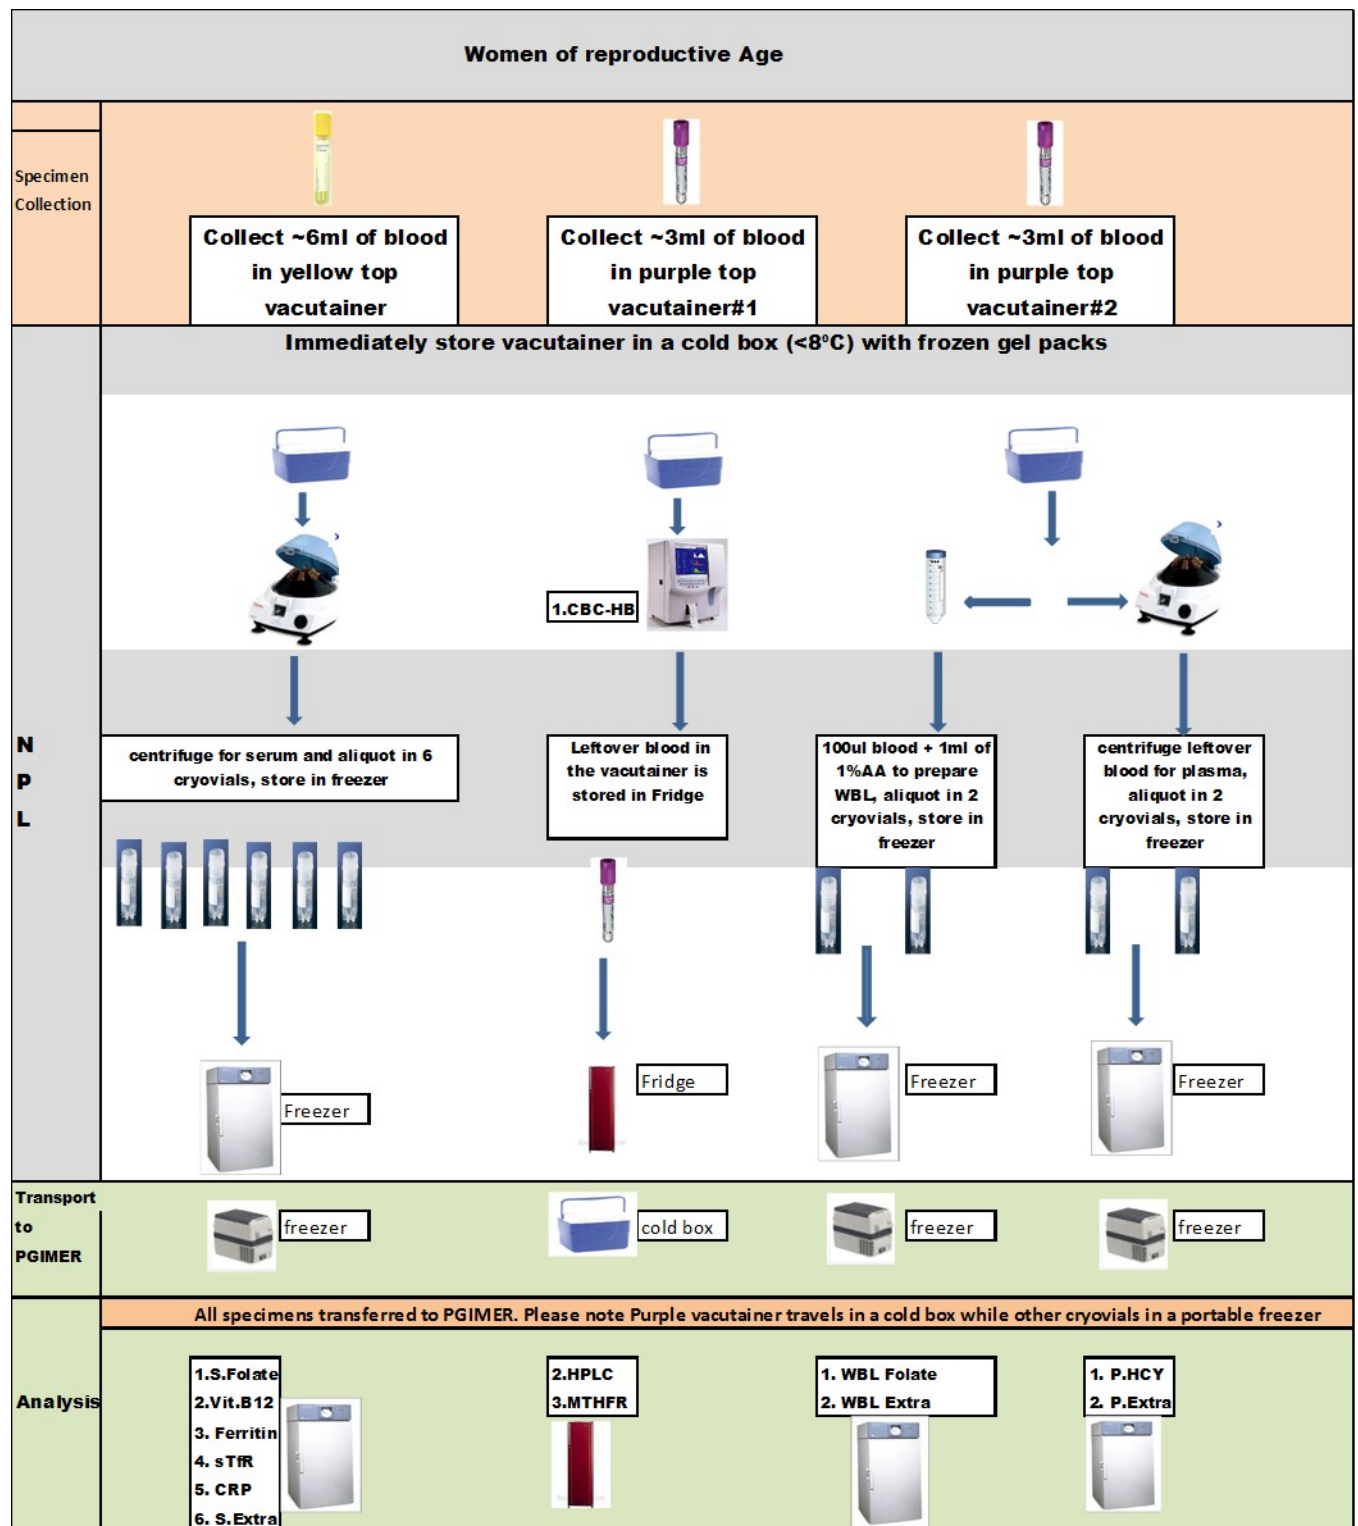 Women of reproductive Age
Specimen
Collection
Collect ~6ml of blood
in yellow top
vacutainer
Collect ~3ml of blood
in purple top
vacutainer#1
Collect ~3ml of blood
in purple top
vacutainer#2
Immediately store vacutainer in a cold box (<8⁰C) with frozen gel packs
1.CBC-HB
N
P
L
centrifuge for serum and aliquot in 6
cryovials, store in freezer
Leftover blood in
the vacutainer is
stored in Fridge
100ul blood + 1ml of
1%AA to prepare
WBL, aliquot in 2
cryovials, store in
freezer
centrifuge leftover
blood for plasma,
aliquot in 2
cryovials, store in
freezer
Freezer
Fridge
Freezer
Freezer
Transport
to
PGIMER
freezer
cold box
freezer
freezer
All specimens transferred to PGIMER. Please note Purple vacutainer travels in a cold box while other cryovials in a portable freezer
Analysis
1.S.Folate
2.Vit.B12
3. Ferritin
4. sTfR
5. CRP
6. S.Extra
2.HPLC
3.MTHFR
1. WBL Folate
2. WBL Extra
1. P.HCY
2. P.Extra